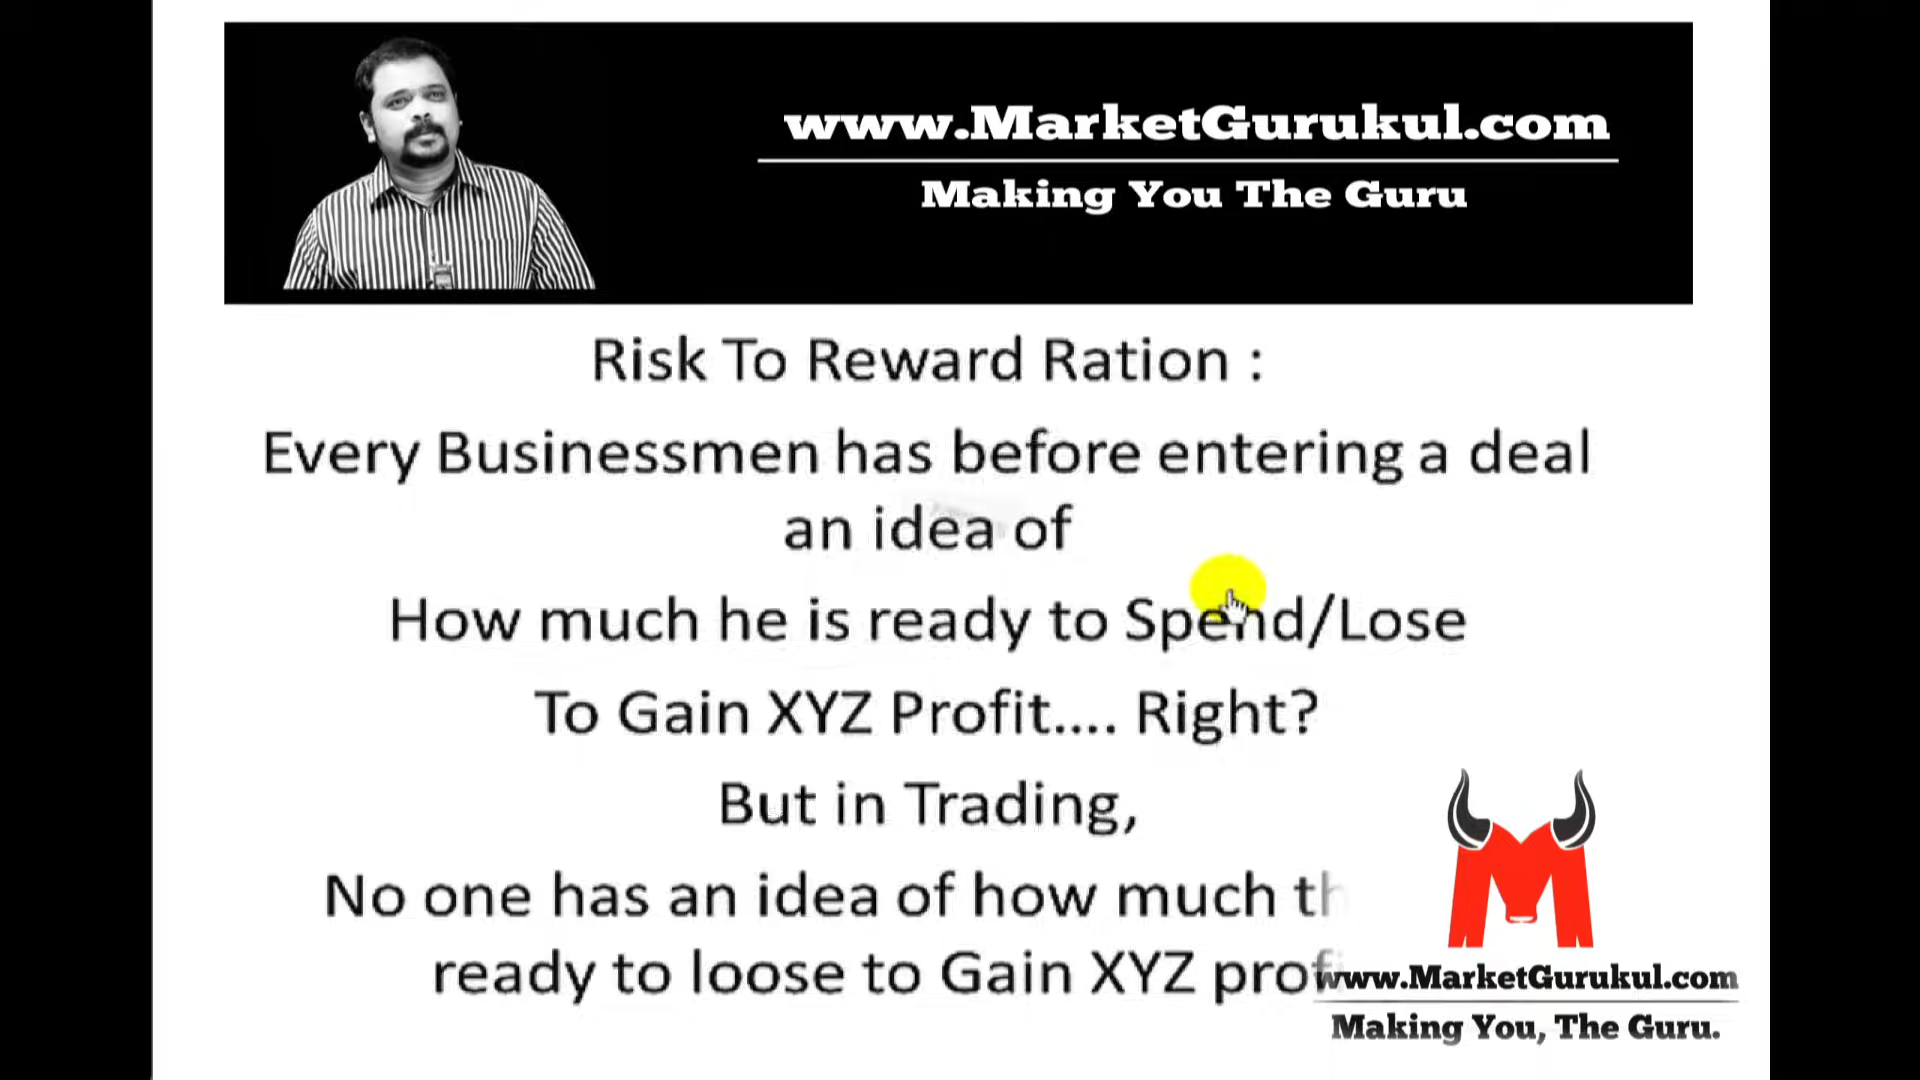 www.MarketGurukul.com
Making You The Guru
Risk To Reward Ration :
Every Businessmen has before entering a deal
an idea of
How much he is ready to Spend/Lose
To Gain XYZ Profit.... Right?
But in Trading,
No one has an idea of how much
ready to loose to Gain XYZ
www.MarketGurukul.com
Making You, The Guru.